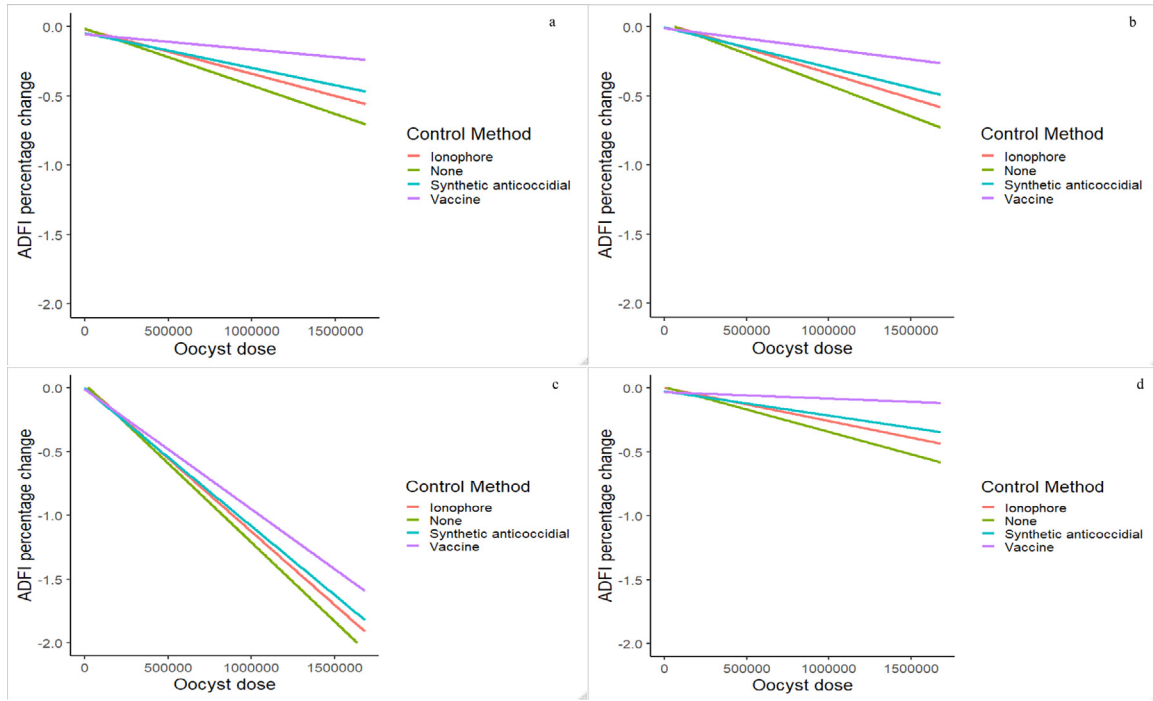 a
ADFI percentage change
0.0
-0.5
-1.0
-1.5
-2.0
0 500000 1000000 1500000
Oocyst dose
Control Method
Ionophore
None
Synthetic anticoccidial
Vaccine
b
ADFI percentage change
0.0
-0.5
-1.0
-1.5
-2.0
0 500000 1000000 1500000
Oocyst dose
Control Method
Ionophore
None
Synthetic anticoccidial
Vaccine
c
ADFI percentage change
0.0
-0.5
-1.0
-1.5
-2.0
0 500000 1000000 1500000
Oocyst dose
Control Method
Ionophore
None
Synthetic anticoccidial
Vaccine
d
ADFI percentage change
0.0
-0.5
-1.0
-1.5
-2.0
0 500000 1000000 1500000
Oocyst dose
Control Method
Ionophore
None
Synthetic anticoccidial
Vaccine